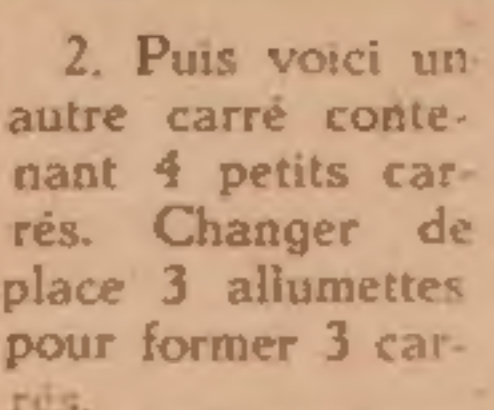 2. Puis voici un
autre carré conte-
nant 4 petits car-
rés. Changer de
place 3 allumettes
pour former 3 car-
rés.